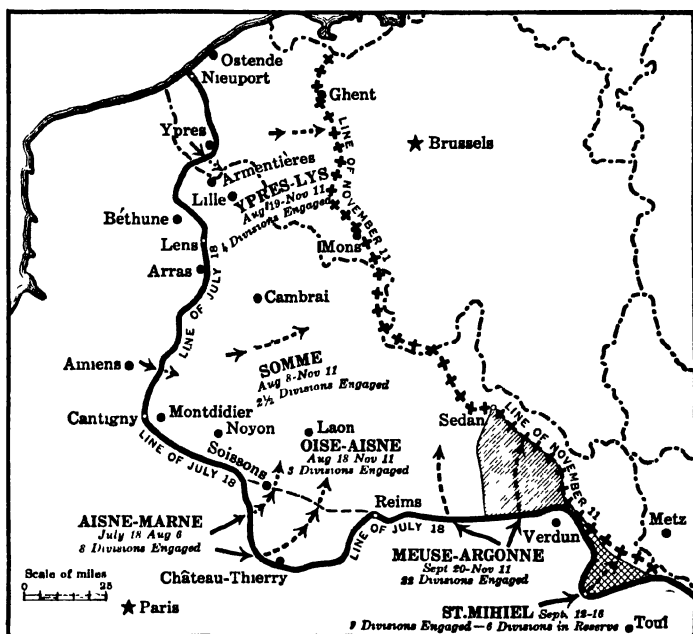 Ostende
Nieuport
Ghent
Ypres
Brussels
Armentières
Lille
YPRES-LYS
Aug 19-Nov 11
4 Divisions Engaged
LINE OF NOVEMBER 11
Béthune
Lens
Mons
Arras
LINE OF JULY 18
Cambrai
Amiens
SOMME
Aug 8-Nov 11
2½ Divisions Engaged
Cantigny
Montdidier
Noyon
Laon
Sedan
LINE OF NOVEMBER 11
LINE OF JULY 18
Soissons
OISE-AISNE
Aug 18 Nov 11
3 Divisions Engaged
Reims
AISNE-MARNE
July 18 Aug 6
8 Divisions Engaged
LINE OF JULY 18
Verdun
Metz
MEUSE-ARGONNE
Sept 20-Nov 11
22 Divisions Engaged
Château-Thierry
Scale of miles
0 25
Paris
ST. MIHIEL Sept. 12-16
9 Divisions Engaged—6 Divisions in Reserve
Toul